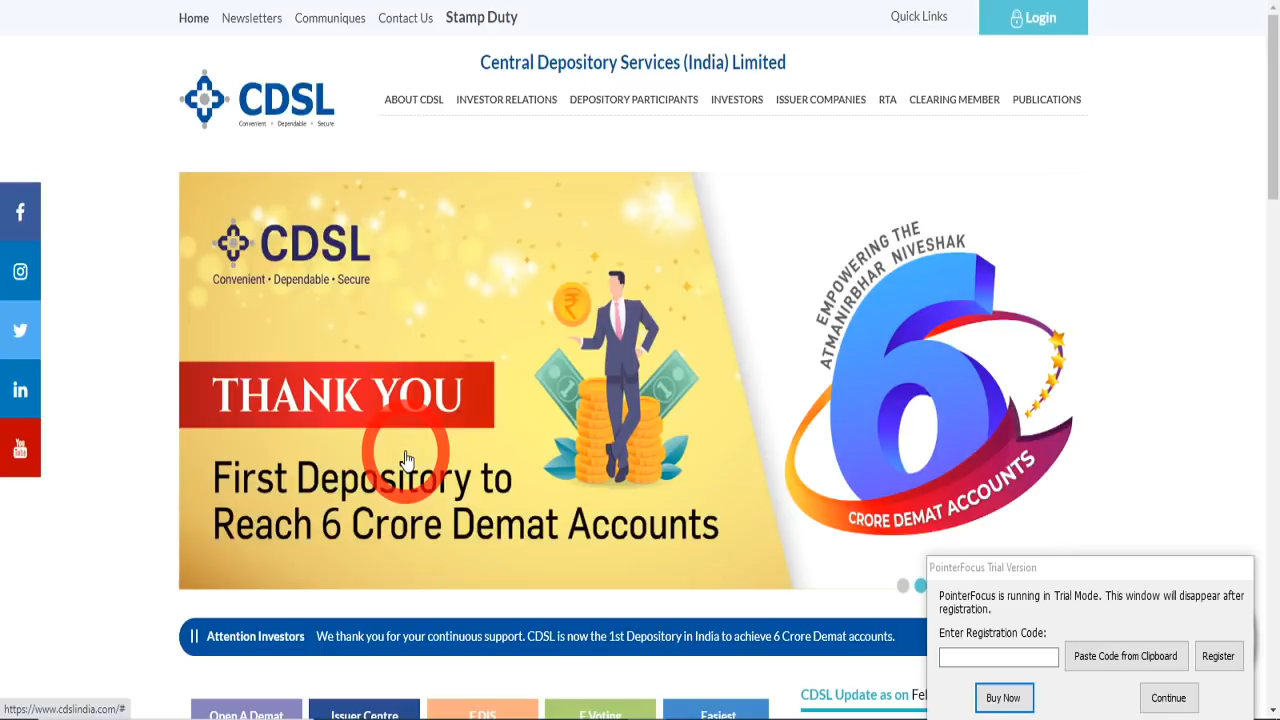 Home Newsletters Communiques Contact Us Stamp Duty Quick Links Login
Central Depository Services (India) Limited
CDSL
Convenient • Dependable • Secure
ABOUT CDSL INVESTOR RELATIONS DEPOSITORY PARTICIPANTS INVESTORS ISSUER COMPANIES RTA CLEARING MEMBER PUBLICATIONS
f
in
You
Tube
CDSL
Convenient • Dependable • Secure
THANK YOU
First Depository to
Reach 6 Crore Demat Accounts
EMPOWERING THE
ATMANIRBHAR NIVESHAK
6
CRORE DEMAT ACCOUNTS
Attention Investors We thank you for your continuous support. CDSL is now the 1st Depository in India to achieve 6 Crore Demat accounts.
PointerFocus Trial Version
PointerFocus is running in Trial Mode. This window will disappear after
registration.
Enter Registration Code:
Paste Code from Clipboard Register
Buy Now Continue
CDSL Update as on Fel
https://www.cdslindia.com/#
Open A Demat Issuer Centre E DIS E Voting Easiest